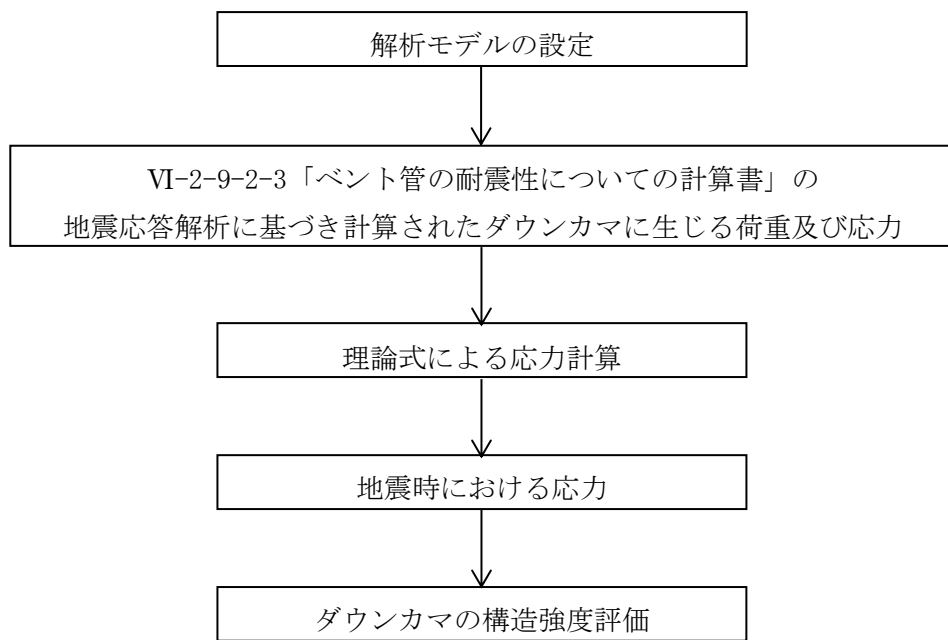 解析モデルの設定
Ⅵ-2-9-2-3「ベント管の耐震性についての計算書」の
地震応答解析に基づき計算されたダウンカマに生じる荷重及び応力
理論式による応力計算
地震時における応力
ダウンカマの構造強度評価